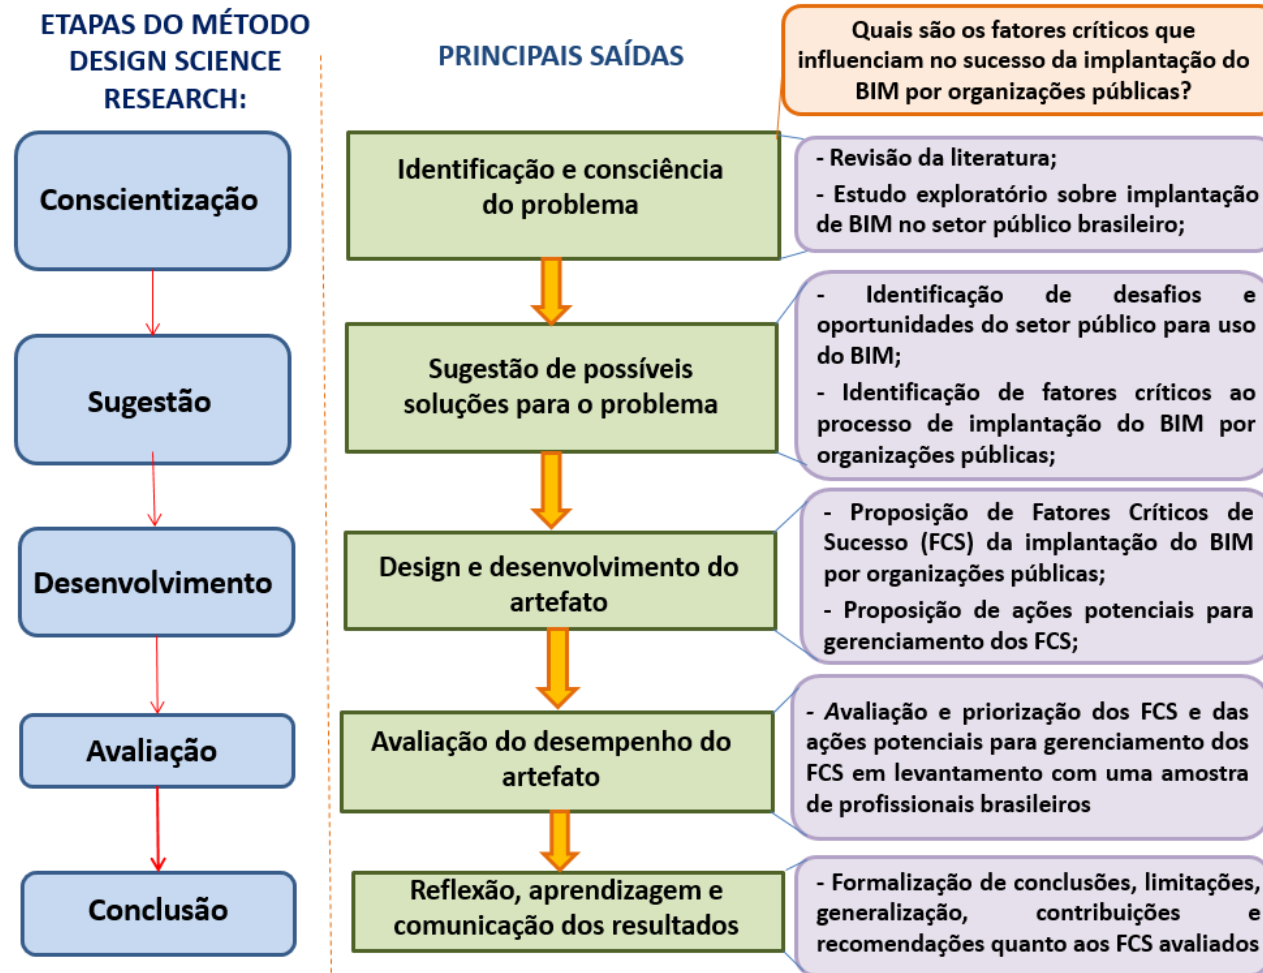 ETAPAS DO MÉTODO
DESIGN SCIENCE
RESEARCH:
PRINCIPAIS SAÍDAS
Quais são os fatores críticos que
influenciam no sucesso da implantação do
BIM por organizações públicas?
Conscientização
Identificação e consciência
do problema
- Revisão da literatura;
- Estudo exploratório sobre implantação
de BIM no setor público brasileiro;
Sugestão
Sugestão de possíveis
soluções para o problema
- Identificação de desafios e
oportunidades do setor público para uso
do BIM;
- Identificação de fatores críticos ao
processo de implantação do BIM por
organizações públicas;
Desenvolvimento
Design e desenvolvimento do
artefato
- Proposição de Fatores Críticos de
Sucesso (FCS) da implantação do BIM
por organizações públicas;
- Proposição de ações potenciais para
gerenciamento dos FCS;
Avaliação
Avaliação do desempenho do
artefato
- Avaliação e priorização dos FCS e das
ações potenciais para gerenciamento dos
FCS em levantamento com uma amostra
de profissionais brasileiros
Conclusão
Reflexão, aprendizagem e
comunicação dos resultados
- Formalização de conclusões, limitações,
generalização, contribuições e
recomendações quanto aos FCS avaliados